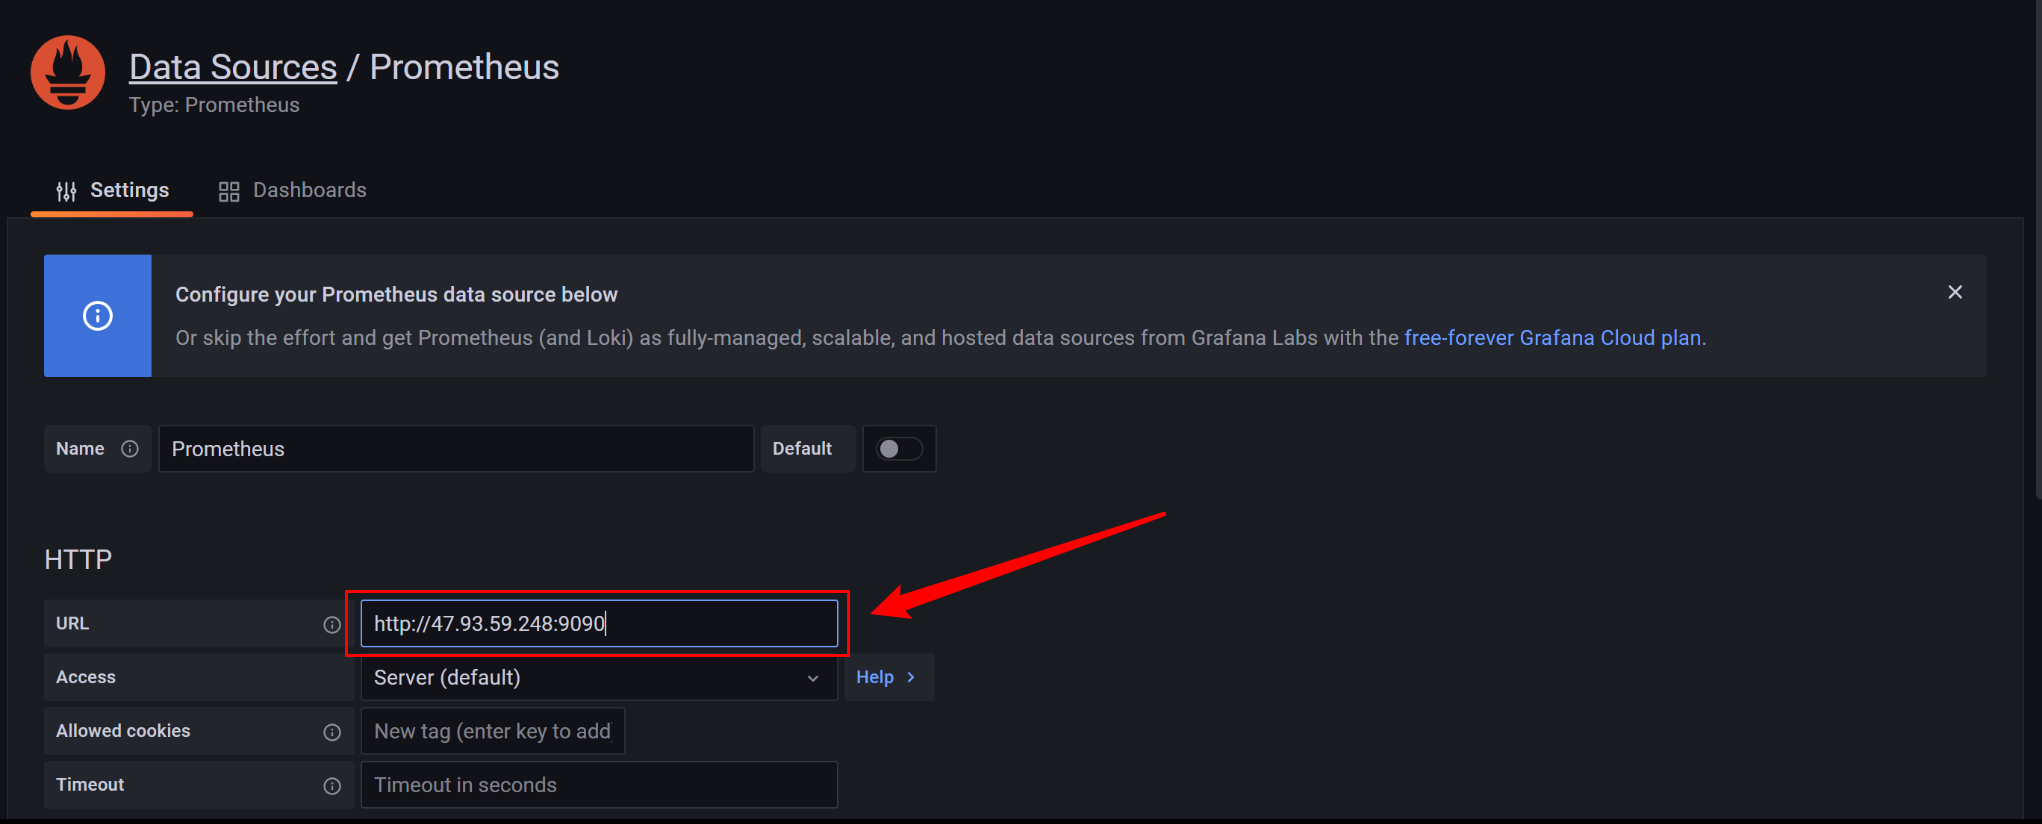 Data Sources / Prometheus
Type: Prometheus
Settings
Dashboards
Configure your Prometheus data source below
Or skip the effort and get Prometheus (and Loki) as fully-managed, scalable, and hosted data sources from Grafana Labs with the free-forever Grafana Cloud plan.
Name
Prometheus
Default
HTTP
URL
http://47.93.59.248:9090
Access
Server (default)
Help
Allowed cookies
New tag (enter key to add
Timeout
Timeout in seconds